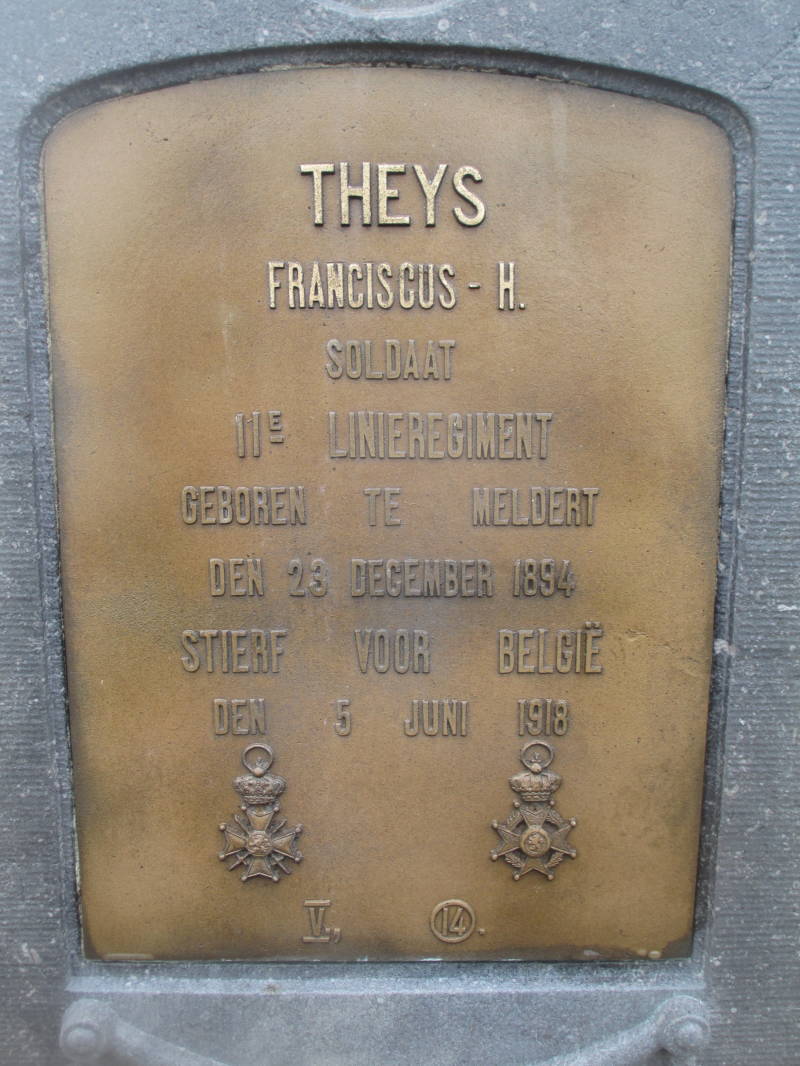 THEYS
FRANCISCUS - H.
SOLDAAT
11E LINIEREGIMENT
GEBOREN TE MELDERT
DEN 23 DECEMBER 1894
STIERF VOOR BELGIË
DEN 5 JUNI 1918
V., 14.